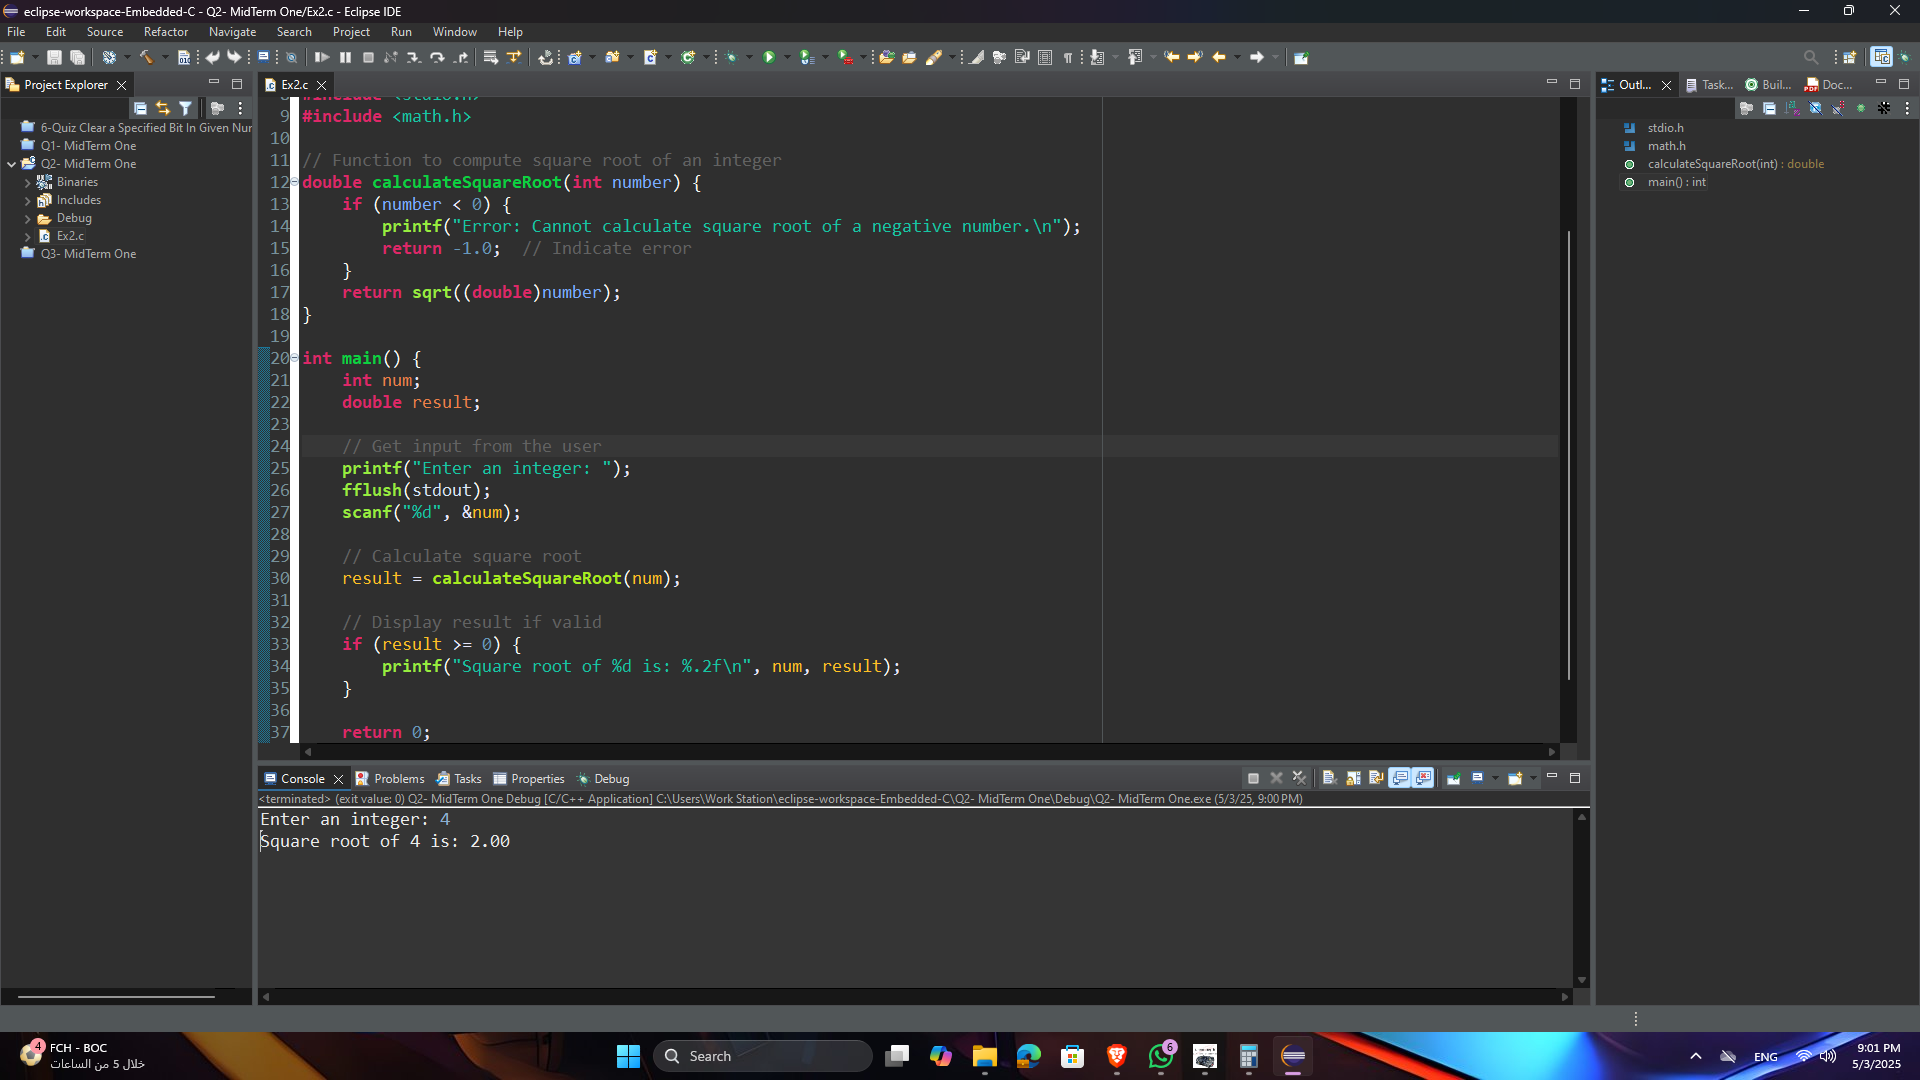 eclipse-workspace-Embedded-C - Q2- MidTerm One/Ex2.c - Eclipse IDE
File Edit Source Refactor Navigate Search Project Run Window Help
Project Explorer
6-Quiz Clear a Specified Bit In Given Nur
Q1- MidTerm One
Q2- MidTerm One
Binaries
Includes
Debug
Ex2.c
Q3- MidTerm One
Ex2.c
8 #include <stdio.h>
9 #include <math.h>
10
11 // Function to compute square root of an integer
12 double calculateSquareRoot(int number) {
13 if (number < 0) {
14 printf("Error: Cannot calculate square root of a negative number.\n");
15 return -1.0; // Indicate error
16 }
17 return sqrt((double)number);
18 }
19
20 int main() {
21 int num;
22 double result;
23
24 // Get input from the user
25 printf("Enter an integer: ");
26 fflush(stdout);
27 scanf("%d", &num);
28
29 // Calculate square root
30 result = calculateSquareRoot(num);
31
32 // Display result if valid
33 if (result >= 0) {
34 printf("Square root of %d is: %.2f\n", num, result);
35 }
36
37 return 0;
Outl... Task... Buil... Doc...
stdio.h
math.h
calculateSquareRoot(int) : double
main() : int
Console Problems Tasks Properties Debug
<terminated> (exit value: 0) Q2- MidTerm One Debug [C/C++ Application] C:\Users\Work Station\eclipse-workspace-Embedded-C\Q2- MidTerm One\Debug\Q2- MidTerm One.exe (5/3/25, 9:00 PM)
Enter an integer: 4
Square root of 4 is: 2.00
4
FCH - BOC
خلال 5 من الساعات
Search
6
ENG
9:01 PM
5/3/2025